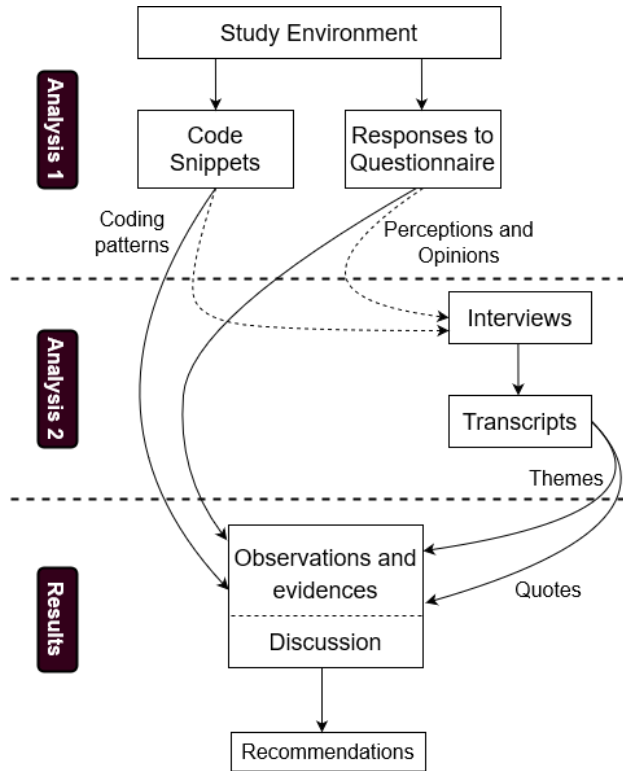 Study Environment
Analysis 1
Code
Snippets
Responses to
Questionnaire
Coding
patterns
Perceptions and
Opinions
Analysis 2
Interviews
Transcripts
Themes
Results
Observations and
evidences
Quotes
Discussion
Recommendations